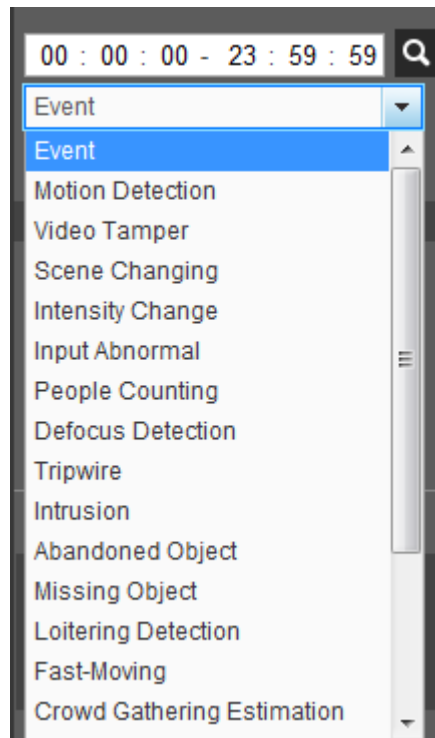 00 : 00 : 00 - 23 : 59 : 59
Event
Event
Motion Detection
Video Tamper
Scene Changing
Intensity Change
Input Abnormal
People Counting
Defocus Detection
Tripwire
Intrusion
Abandoned Object
Missing Object
Loitering Detection
Fast-Moving
Crowd Gathering Estimation